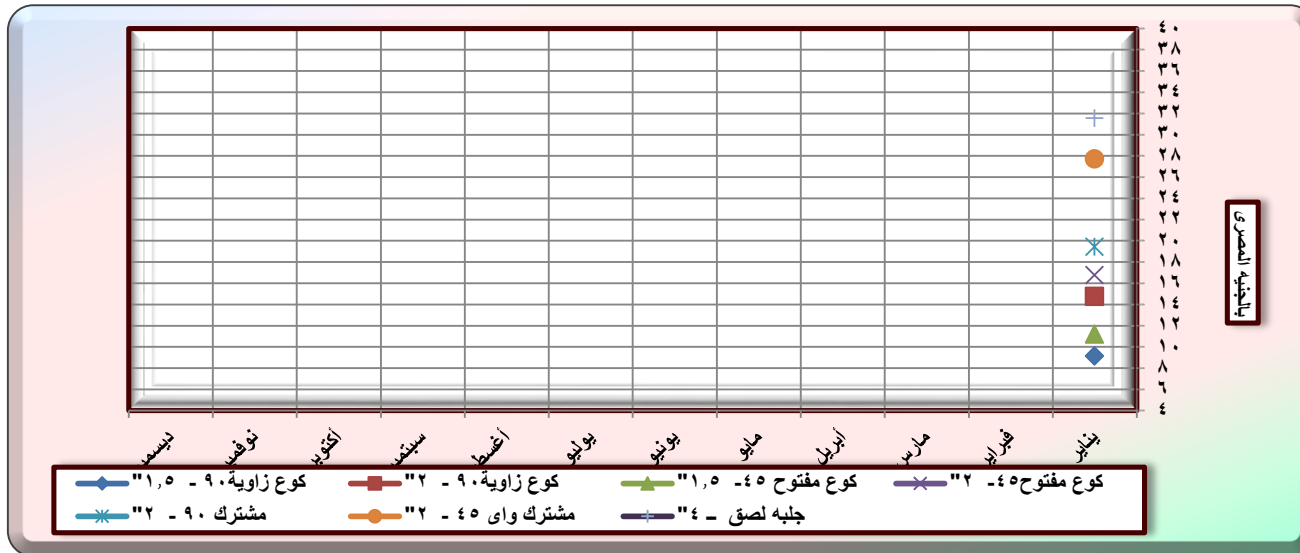 ٤٠
٣٨
٣٦
٣٤
٣٢
٣٠
٢٨
٢٦
٢٤
٢٢
٢٠
١٨
١٦
١٤
١٢
١٠
٨
٦
٤
بالجنيه المصرى
يناير
فبراير
مارس
أبريل
مايو
يونيو
يوليو
أغسط
سبتمبر
أكتوبر
نوفمبر
ديسمبر
كوع زاوية٩٠ - ١,٥"
كوع زاوية٩٠ - ٢"
كوع مفتوح ٤٥- ١,٥"
كوع مفتوح٤٥- ٢"
مشترك ٩٠ - ٢"
مشترك واى ٤٥ - ٢"
جلبه لصق – ٤"